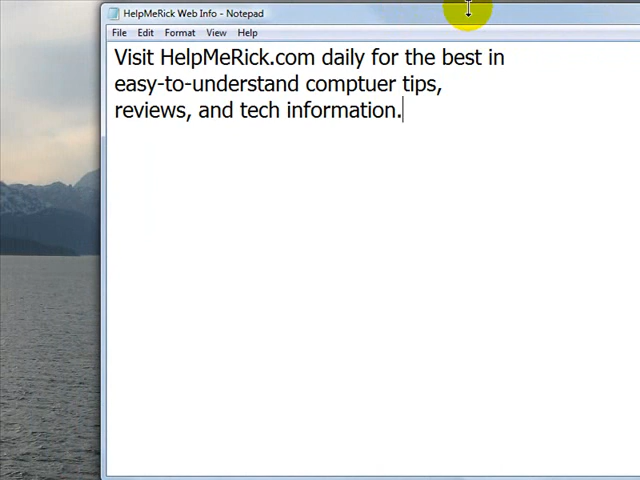 HelpMeRick Web Info - Notepad
File Edit Format View Help
Visit HelpMeRick.com daily for the best in
easy-to-understand comptuer tips,
reviews, and tech information.